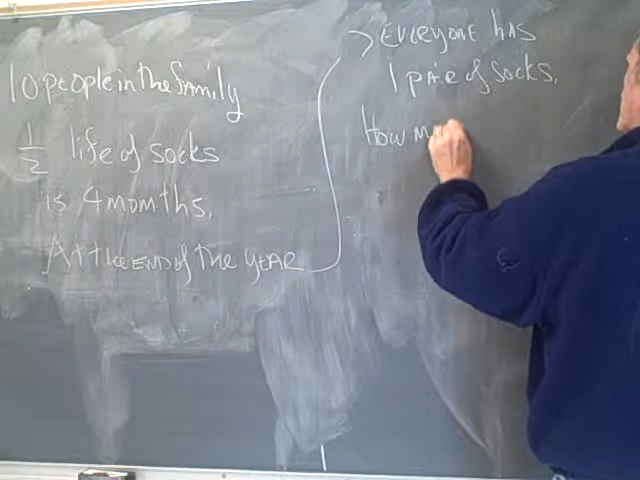 10 people in the family
1/2 life of socks
is 4 months.
At the END of the YEAR
> EVEryONE has
1 pair of socks.
How m